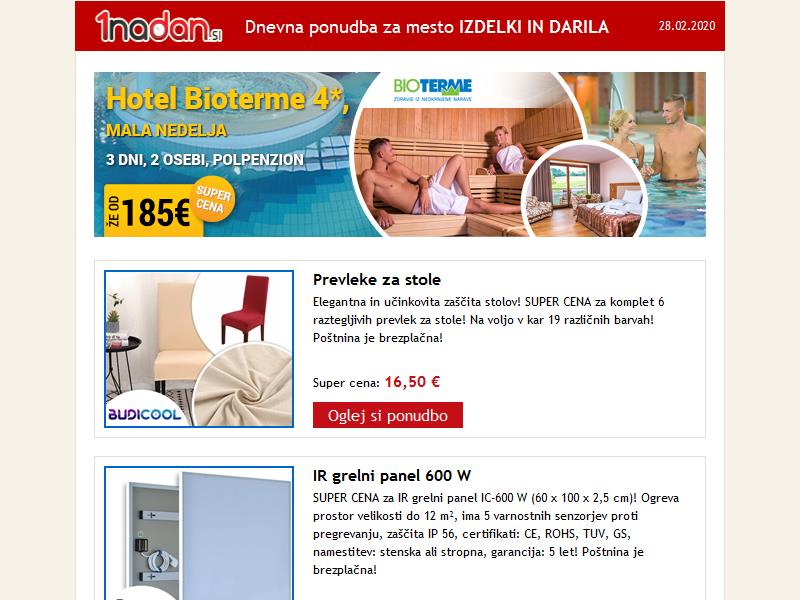 1nadan.si
Dnevna ponudba za mesto IZDELKI IN DARILA
28.02.2020
Hotel Bioterme 4*,
MALA NEDELJA
3 DNI, 2 OSEBI, POLPENZION
ŽE OD
185€
SUPER
CENA
BIOTERME
ZDRAVJE IZ NEOKRNJENE NARAVE
Prevleke za stole
Elegantna in učinkovita zaščita stolov! SUPER CENA za komplet 6
raztegljivih prevlek za stole! Na voljo v kar 19 različnih barvah!
Poštnina je brezplačna!
Super cena: 16,50 €
Oglej si ponudbo
BUDICOOL
IR grelni panel 600 W
SUPER CENA za IR grelni panel IC-600 W (60 x 100 x 2,5 cm)! Ogreva
prostor velikosti do 12 m², ima 5 varnostnih senzorjev proti
pregrevanju, zaščita IP 56, certifikati: CE, ROHS, TUV, GS,
namestitev: stenska ali stropna, garancija: 5 let! Poštnina je
brezplačna!